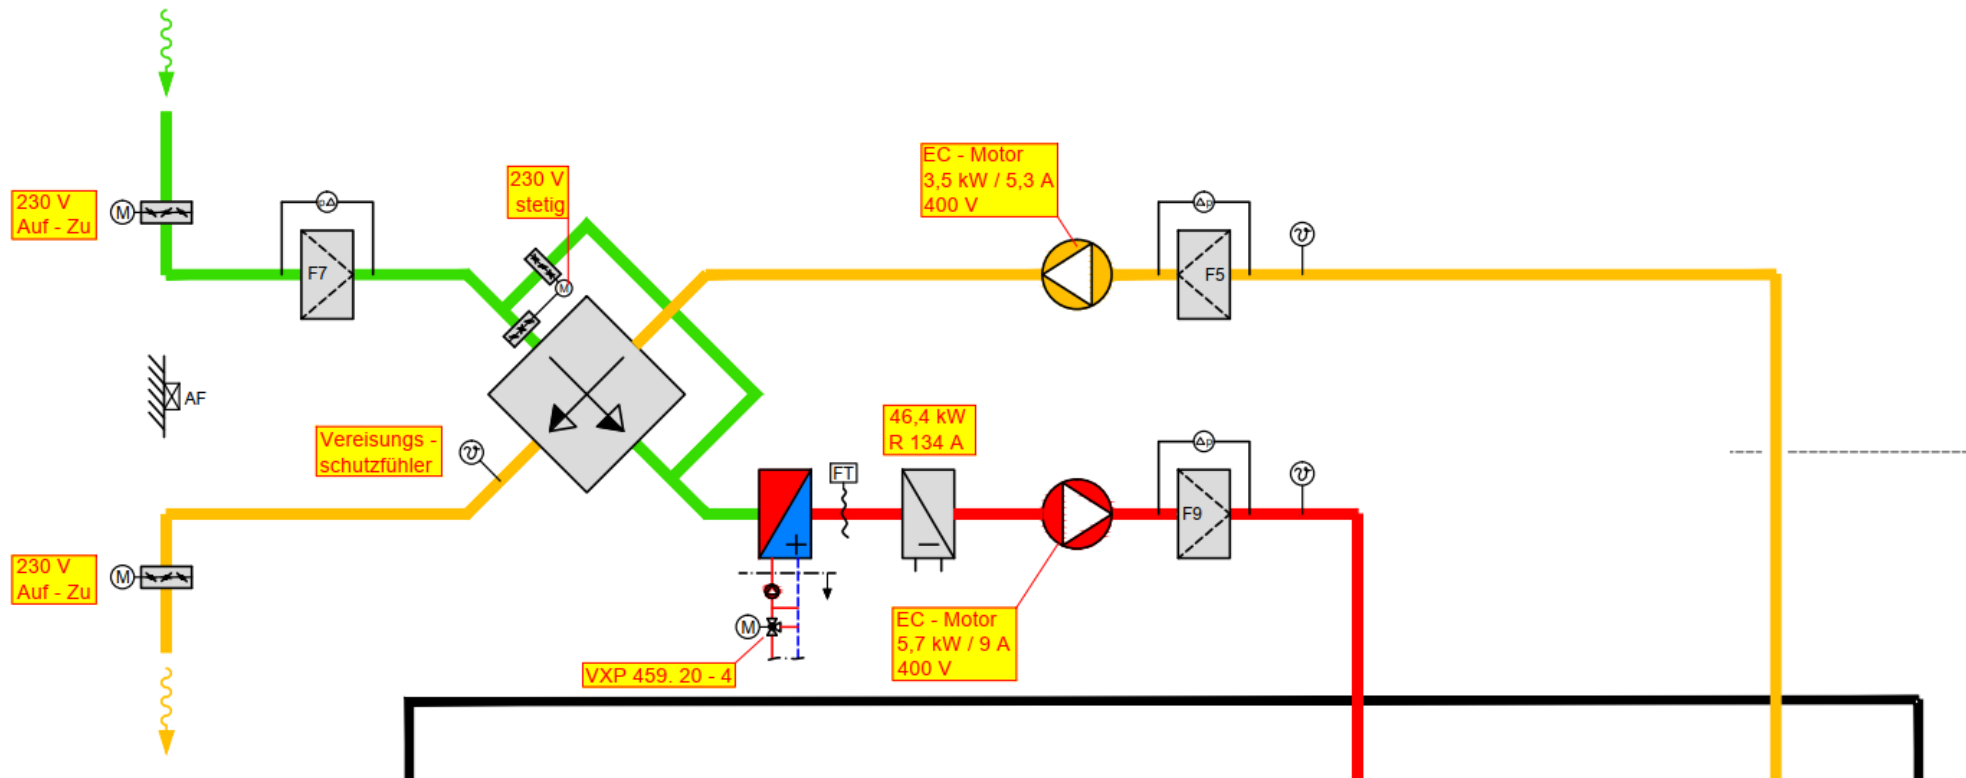 EC - Motor
3,5 kW / 5,3 A
400 V
230 V
stetig
230 V
Auf - Zu
M
p∆
∆p
ϑ
F7
F5
M
AF
46,4 kW
R 134 A
Vereisungs -
schutzfühler
ϑ
∆p
ϑ
FT
F9
+
−
230 V
Auf - Zu
M
M
EC - Motor
5,7 kW / 9 A
400 V
VXP 459. 20 - 4